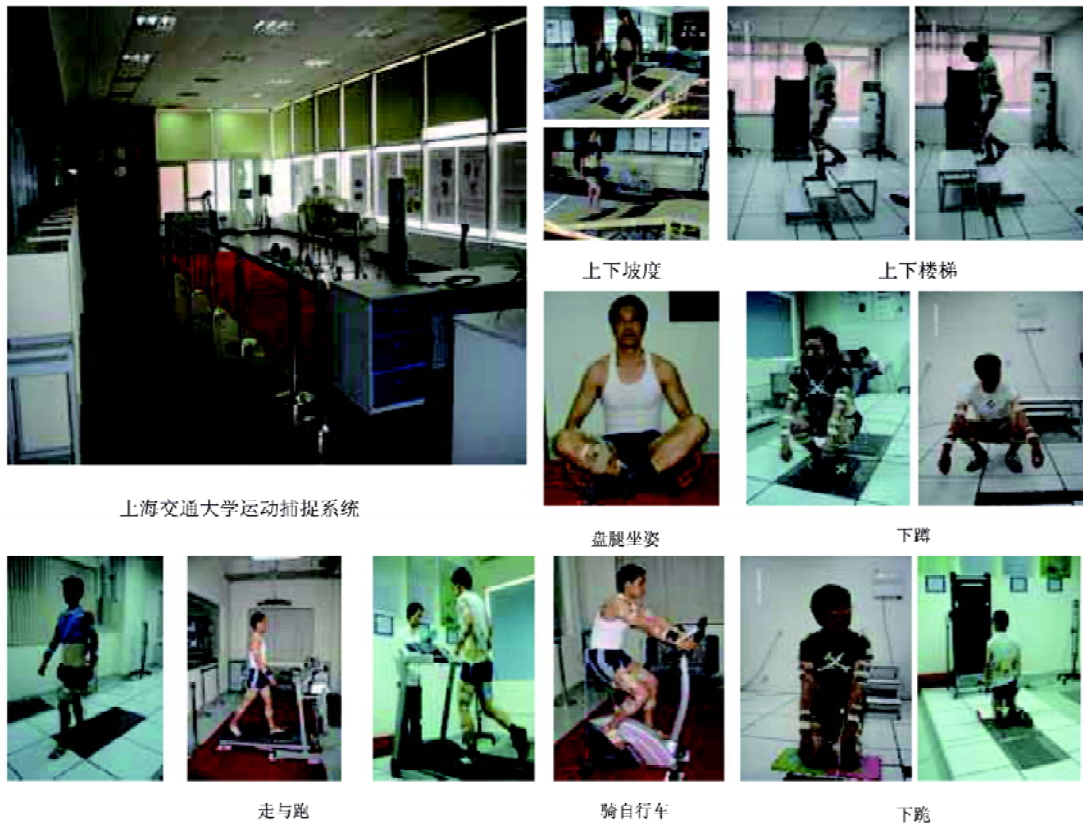 上下坡度
上下楼梯
上海交通大学运动捕捉系统
盘腿坐姿
下蹲
走与跑
骑自行车
下跪